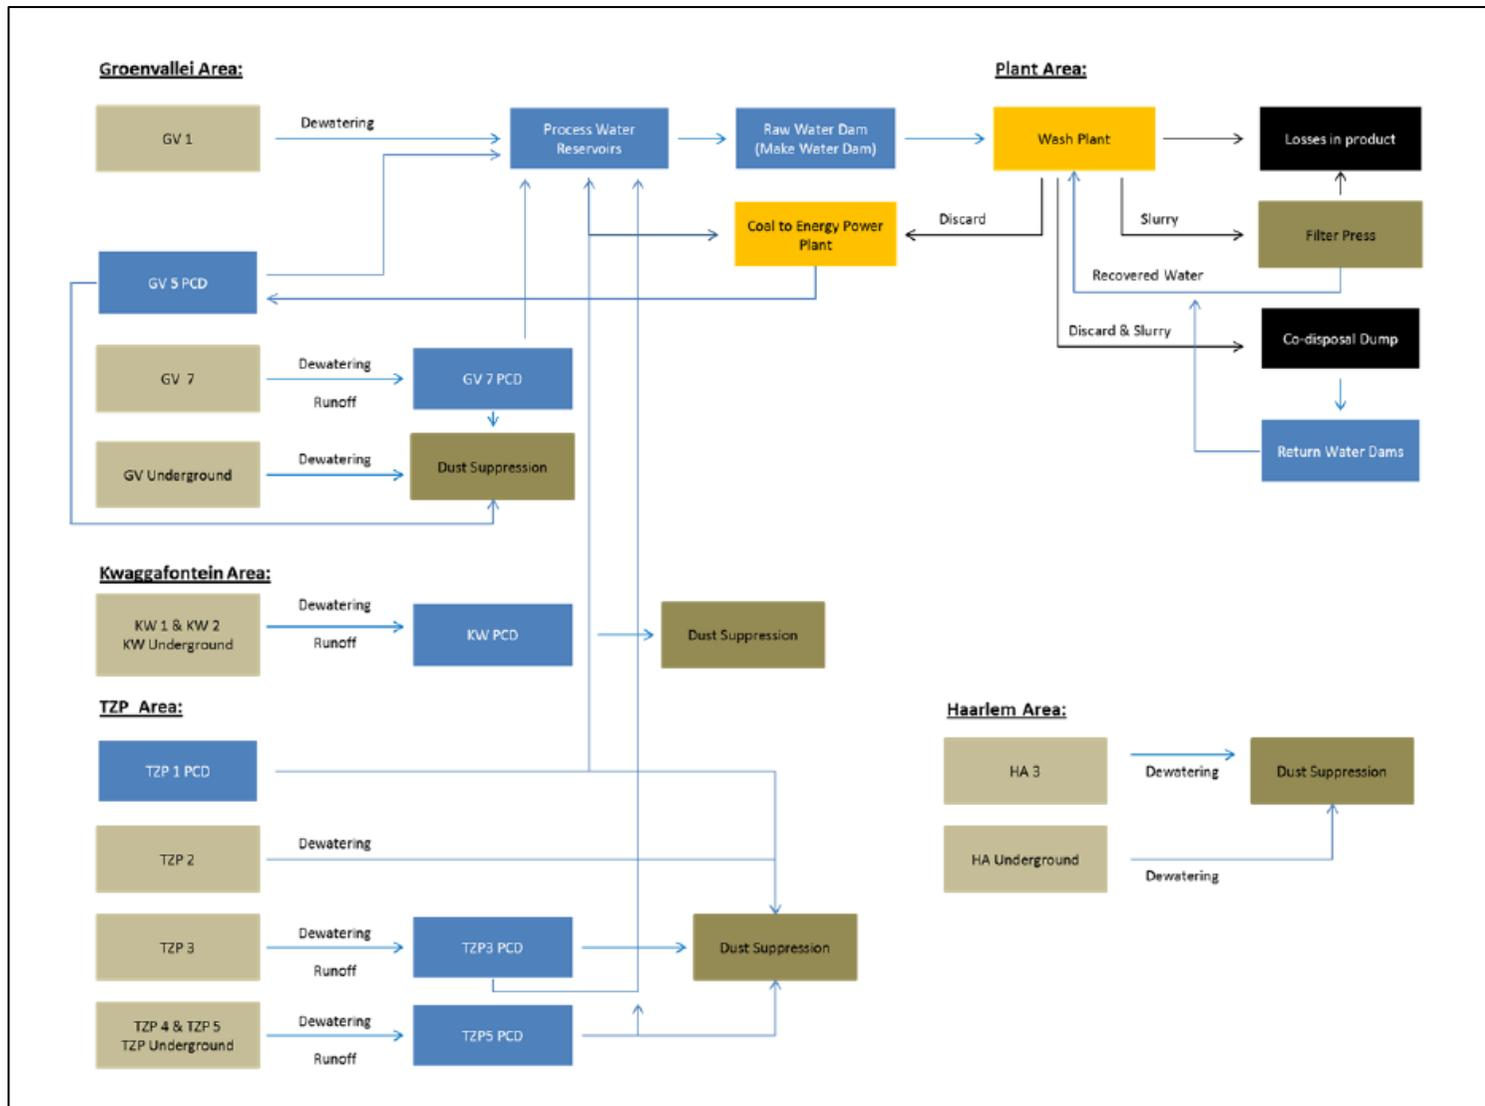 Groenvallei Area:
Plant Area:
GV 1
Dewatering
Process Water
Reservoirs
Raw Water Dam
(Make Water Dam)
Wash Plant
Losses in product
Coal to Energy Power
Plant
Discard
Slurry
Filter Press
GV 5 PCD
Recovered Water
Discard & Slurry
Co-disposal Dump
GV 7
Dewatering
Runoff
GV 7 PCD
GV Underground
Dewatering
Dust Suppression
Return Water Dams
Kwaggafontein Area:
KW 1 & KW 2
KW Underground
Dewatering
Runoff
KW PCD
Dust Suppression
TZP Area:
TZP 1 PCD
TZP 2
Dewatering
TZP 3
Dewatering
Runoff
TZP3 PCD
Dust Suppression
TZP 4 & TZP 5
TZP Underground
Dewatering
Runoff
TZP5 PCD
Haarlem Area:
HA 3
Dewatering
Dust Suppression
HA Underground
Dewatering